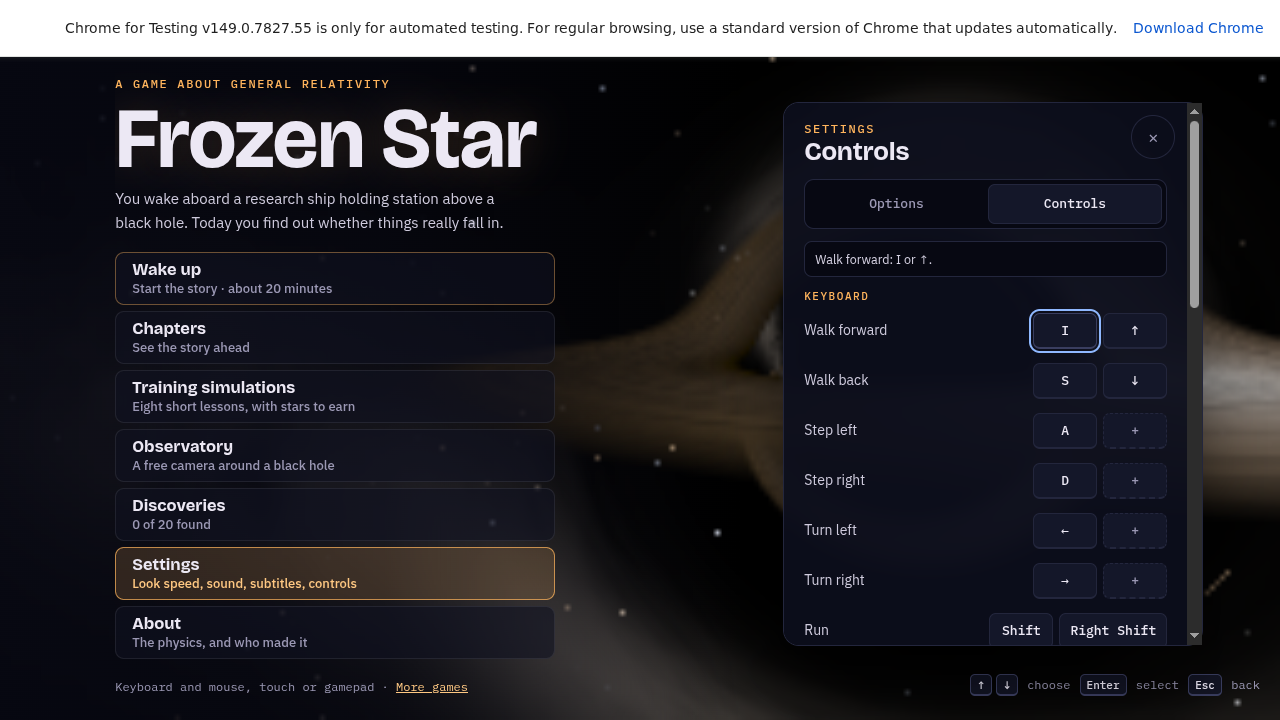 Chrome for Testing v149.0.7827.55 is only for automated testing. For regular browsing, use a standard version of Chrome that updates automatically. Download Chrome
A GAME ABOUT GENERAL RELATIVITY
Frozen Star
You wake aboard a research ship holding station above a
black hole. Today you find out whether things really fall in.
Wake up
Start the story · about 20 minutes
Chapters
See the story ahead
Training simulations
Eight short lessons, with stars to earn
Observatory
A free camera around a black hole
Discoveries
0 of 20 found
Settings
Look speed, sound, subtitles, controls
About
The physics, and who made it
Keyboard and mouse, touch or gamepad · More games
SETTINGS
Controls
×
Options Controls
Walk forward: I or ↑.
KEYBOARD
Walk forward I ↑
Walk back S ↓
Step left A +
Step right D +
Turn left ← +
Turn right → +
Run Shift Right Shift
↑ ↓ choose Enter select Esc back